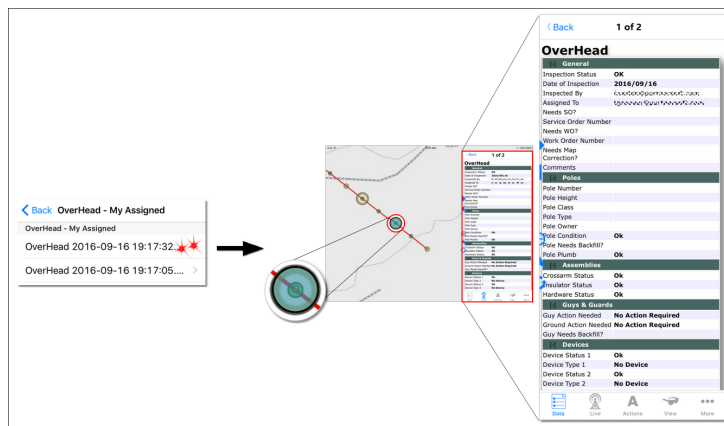 Back OverHead - My Assigned
OverHead - My Assigned
OverHead 2016-09-16 19:17:32...
OverHead 2016-09-16 19:17:05....
Back 1 of 2
OverHead
Back 1 of 2
OverHead
[-] General
Inspection Status OK
Date of Inspection 2016/09/16
Inspected By
Assigned To
Needs SO?
Service Order Number
Needs WO?
Work Order Number
Needs Map
Correction?
Comments
[-] Poles
Pole Number
Pole Height
Pole Class
Pole Type
Pole Owner
Pole Condition Ok
Pole Needs Backfill?
Pole Plumb Ok
[-] Assemblies
Crossarm Status Ok
Insulator Status Ok
Hardware Status Ok
[-] Guys & Guards
Guy Action Needed No Action Required
Ground Action Needed No Action Required
Guy Needs Backfill?
[-] Devices
Device Status 1 Ok
Device Type 1 No Device
Device Status 2 Ok
Device Type 2 No Device
Data Live Actions View More